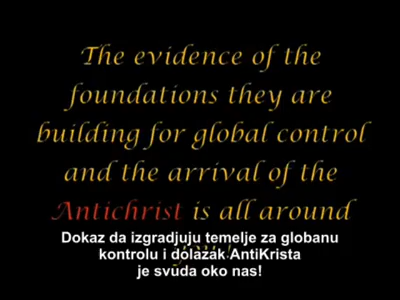 The evidence of the
foundations they are
building for global control
and the arrival of the
Antichrist is all around
Dokaz da izgradjuju temelje za globanu
kontrolu i dolazak AntiKrista
je svuda oko nas!